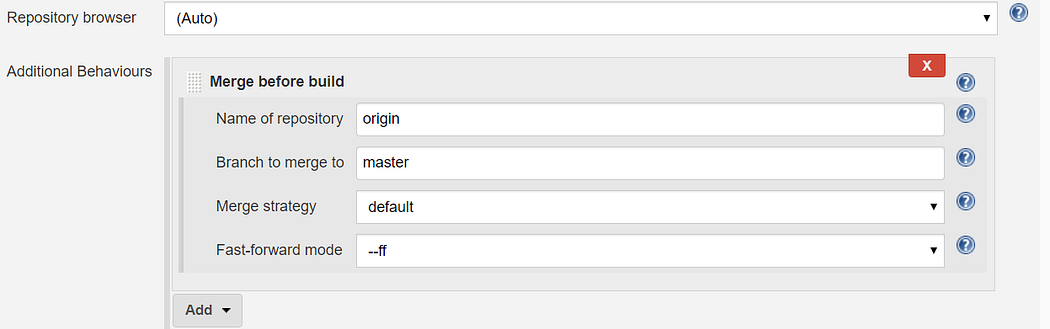 Repository browser
(Auto)
Additional Behaviours
X
Merge before build
Name of repository
origin
Branch to merge to
master
Merge strategy
default
Fast-forward mode
--ff
Add